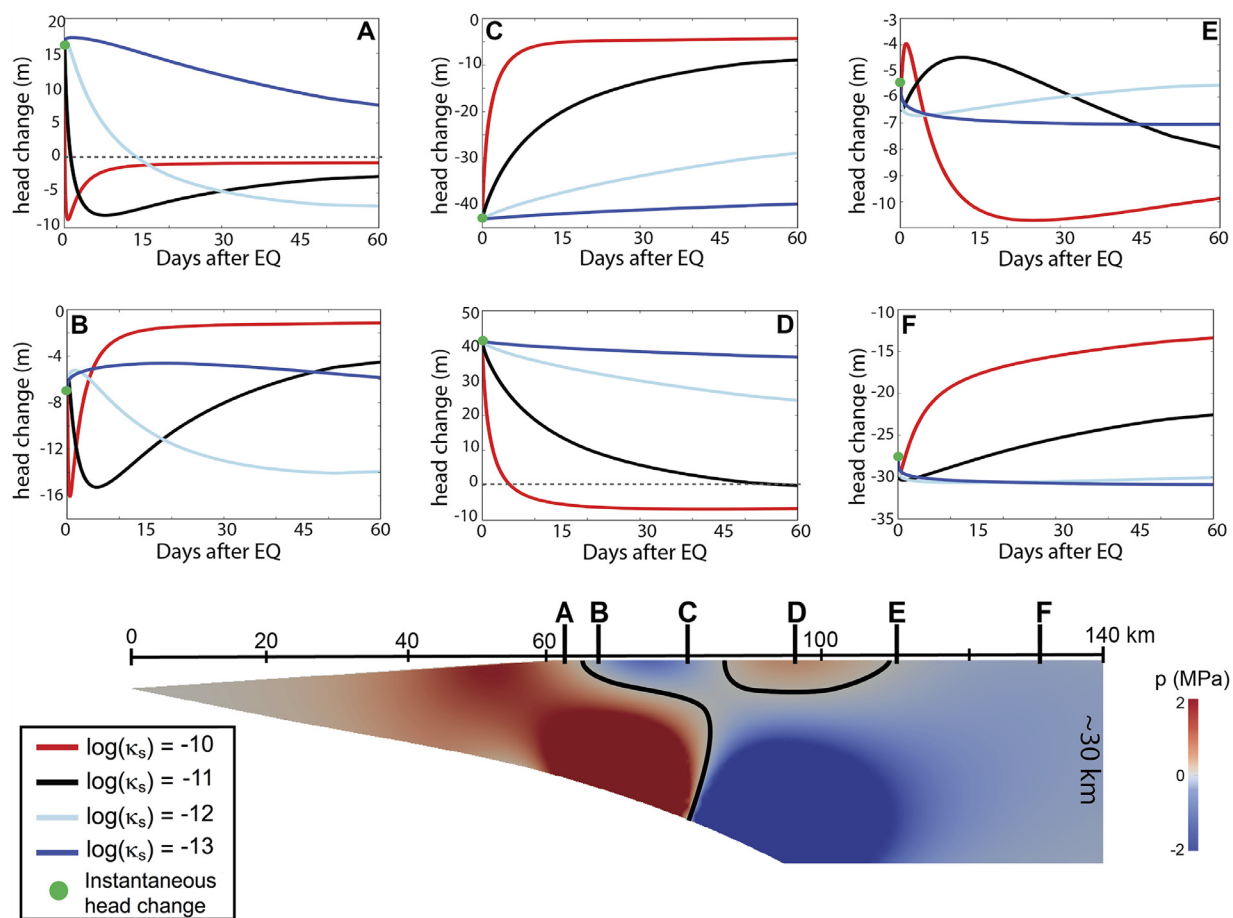 A
head change (m)
20
15
10
5
0
-5
-10
0 15 30 45 60
Days after EQ
C
head change (m)
0
-10
-20
-30
-40
0 15 30 45 60
Days after EQ
E
head change (m)
-3
-4
-5
-6
-7
-8
-9
-10
0 15 30 45 60
Days after EQ
B
head change (m)
0
-4
-8
-12
-16
0 15 30 45 60
Days after EQ
D
head change (m)
50
40
30
20
10
0
-10
0 15 30 45 60
Days after EQ
F
head change (m)
-10
-15
-20
-25
-30
-35
0 15 30 45 60
Days after EQ
A B C D E F
0 20 40 60 100 140 km
p (MPa)
2
0
-2
~30 km
log(κs) = -10
log(κs) = -11
log(κs) = -12
log(κs) = -13
Instantaneous
head change